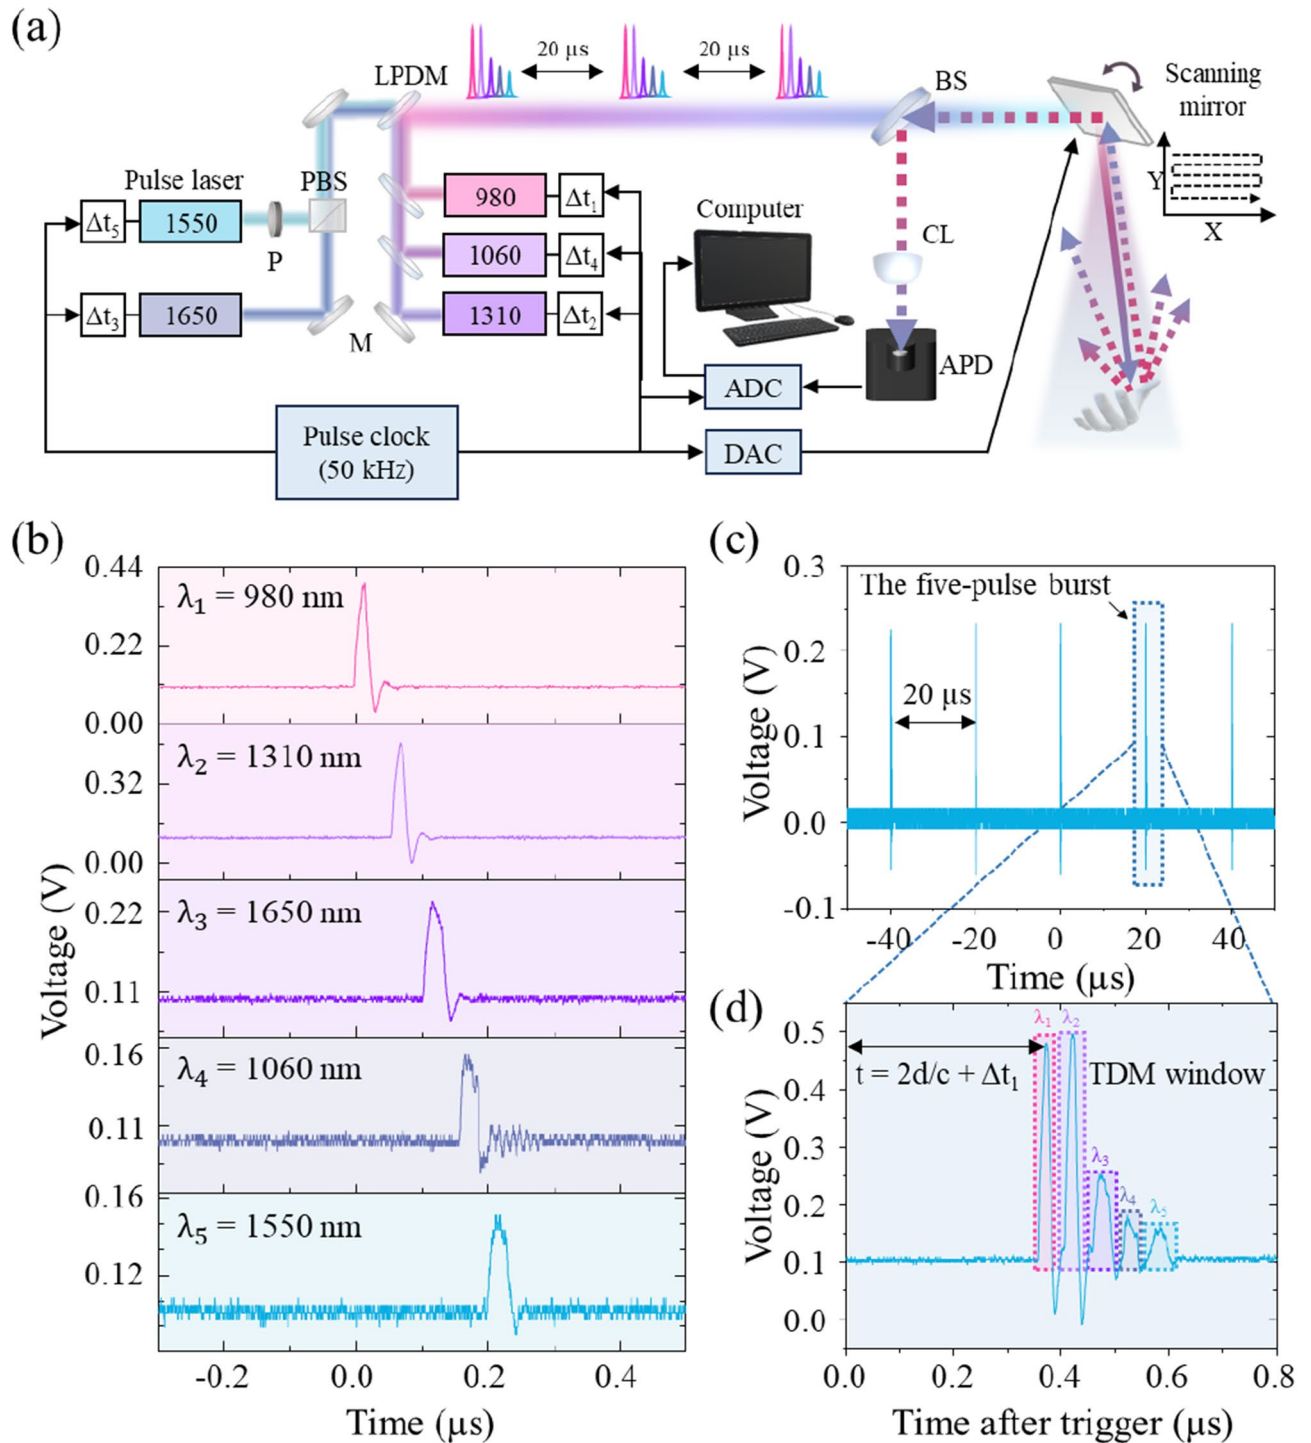 (a)
20 μs
20 μs
LPDM
BS
Scanning
mirror
Pulse laser
PBS
980
Δt₁
Computer
Y
X
Δt₅
1550
P
1060
Δt₄
CL
Δt₃
1650
M
1310
Δt₂
ADC
APD
Pulse clock
(50 kHz)
DAC
(b)
0.44
λ₁ = 980 nm
0.22
0.00
λ₂ = 1310 nm
0.32
0.00
λ₃ = 1650 nm
0.22
0.11
0.16
λ₄ = 1060 nm
0.11
0.16
λ₅ = 1550 nm
0.12
Voltage (V)
-0.2
0.0
0.2
0.4
Time (μs)
(c)
0.3
The five-pulse burst
0.2
20 μs
0.1
0.0
-0.1
Voltage (V)
-40
-20
0
20
40
Time (μs)
(d)
λ₁
λ₂
0.5
t = 2d/c + Δt₁
TDM window
0.4
0.3
λ₃
0.2
λ₄
λ₅
0.1
0.0
Voltage (V)
0.0
0.2
0.4
0.6
0.8
Time after trigger (μs)